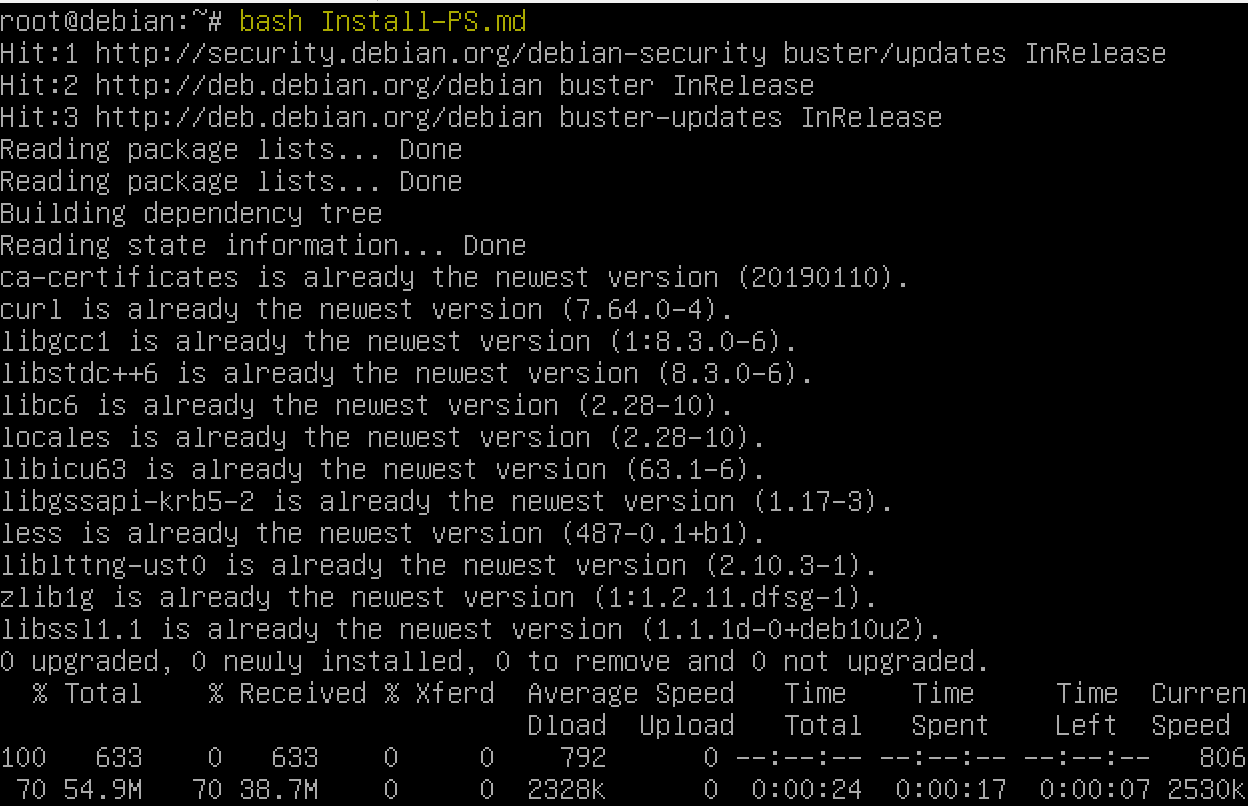 root@debian:~# bash Install-PS.md
Hit:1 http://security.debian.org/debian-security buster/updates InRelease
Hit:2 http://deb.debian.org/debian buster InRelease
Hit:3 http://deb.debian.org/debian buster-updates InRelease
Reading package lists... Done
Reading package lists... Done
Building dependency tree
Reading state information... Done
ca-certificates is already the newest version (20190110).
curl is already the newest version (7.64.0-4).
libgcc1 is already the newest version (1:8.3.0-6).
libstdc++6 is already the newest version (8.3.0-6).
libc6 is already the newest version (2.28-10).
locales is already the newest version (2.28-10).
libicu63 is already the newest version (63.1-6).
libgssapi-krb5-2 is already the newest version (1.17-3).
less is already the newest version (487-0.1+b1).
liblttng-ust0 is already the newest version (2.10.3-1).
zlib1g is already the newest version (1:1.2.11.dfsg-1).
libssl1.1 is already the newest version (1.1.1d-0+deb10u2).
0 upgraded, 0 newly installed, 0 to remove and 0 not upgraded.
  % Total    % Received % Xferd  Average Speed   Time    Time     Time  Curren
                                 Dload  Upload   Total   Spent    Left  Speed
100   633    0   633    0     0    792      0 --:--:-- --:--:-- --:--:--   806
 70 54.9M   70 38.7M    0     0  2328k      0  0:00:24  0:00:17  0:00:07 2530k